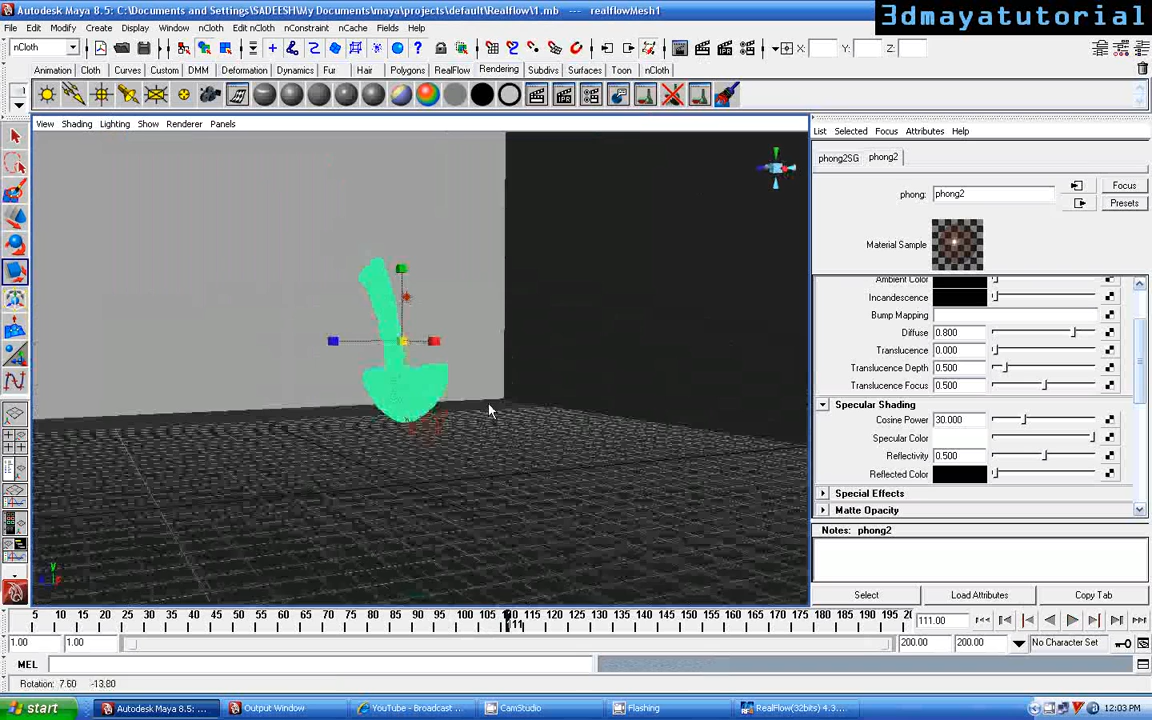 Autodesk Maya 8.5: C:\Documents and Settings\SADEESH\My Documents\maya\projects\default\Realflow\1.mb --- realflowMesh1
3dmayatutorial
File Edit Modify Create Display Window nCloth Edit nCloth nConstraint nCache Fields Help
nCloth X: Y: Z:
Animation Cloth Curves Custom DMM Deformation Dynamics Fur Hair Polygons RealFlow Rendering Subdivs Surfaces Toon nCloth
IPR
View Shading Lighting Show Renderer Panels
List Selected Focus Attributes Help
phong2SG phong2
phong: phong2 Focus
Presets
Material Sample
Ambient Color
Incandescence
Bump Mapping
Diffuse 0.800
Translucence 0.000
Translucence Depth 0.500
Translucence Focus 0.500
Specular Shading
Cosine Power 30.000
Specular Color
Reflectivity 0.500
Reflected Color
Special Effects
Matte Opacity
Notes: phong2
Select Load Attributes Copy Tab
5 10 15 20 25 30 35 40 45 50 55 60 65 70 75 80 85 90 95 100 105 110 115 120 125 130 135 140 145 150 155 160 165 170 175 180 185 190 195 20
111 111.00
1.00 1.00 200.00 200.00 No Character Set
MEL
Rotation: 7.60 -13.80
start Autodesk Maya 8.5: ... Output Window YouTube - Broadcast ... CamStudio Flashing RealFlow(32bits) 4.3... 12:03 PM